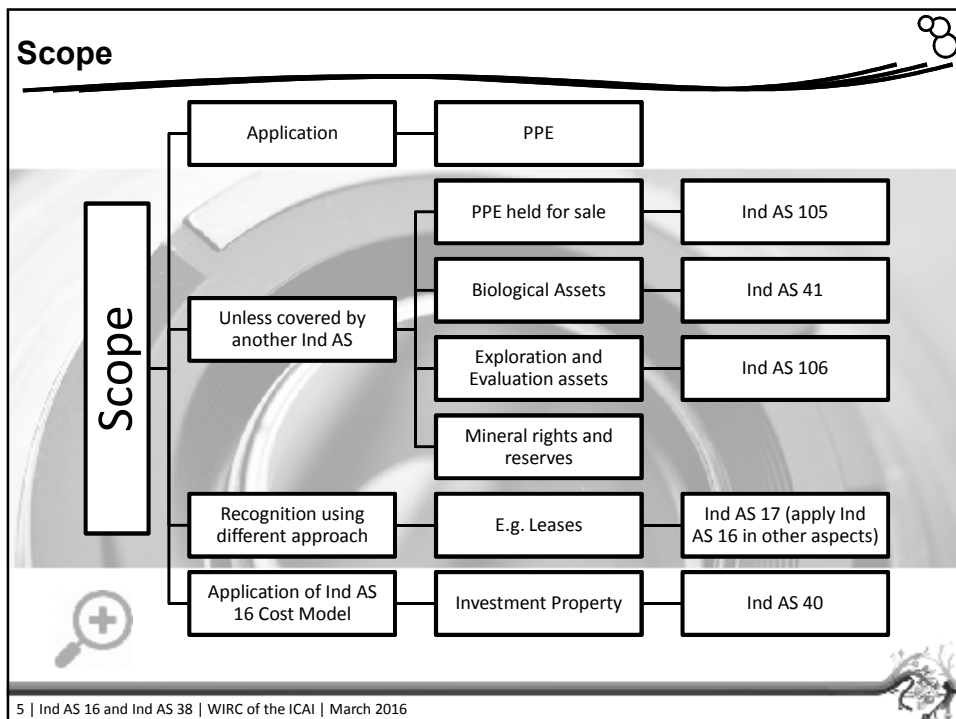 Scope
Scope
Application
PPE
Unless covered by
another Ind AS
PPE held for sale
Ind AS 105
Biological Assets
Ind AS 41
Exploration and
Evaluation assets
Ind AS 106
Mineral rights and
reserves
Recognition using
different approach
E.g. Leases
Ind AS 17 (apply Ind
AS 16 in other aspects)
Application of Ind AS
16 Cost Model
Investment Property
Ind AS 40
5 | Ind AS 16 and Ind AS 38 | WIRC of the ICAI | March 2016